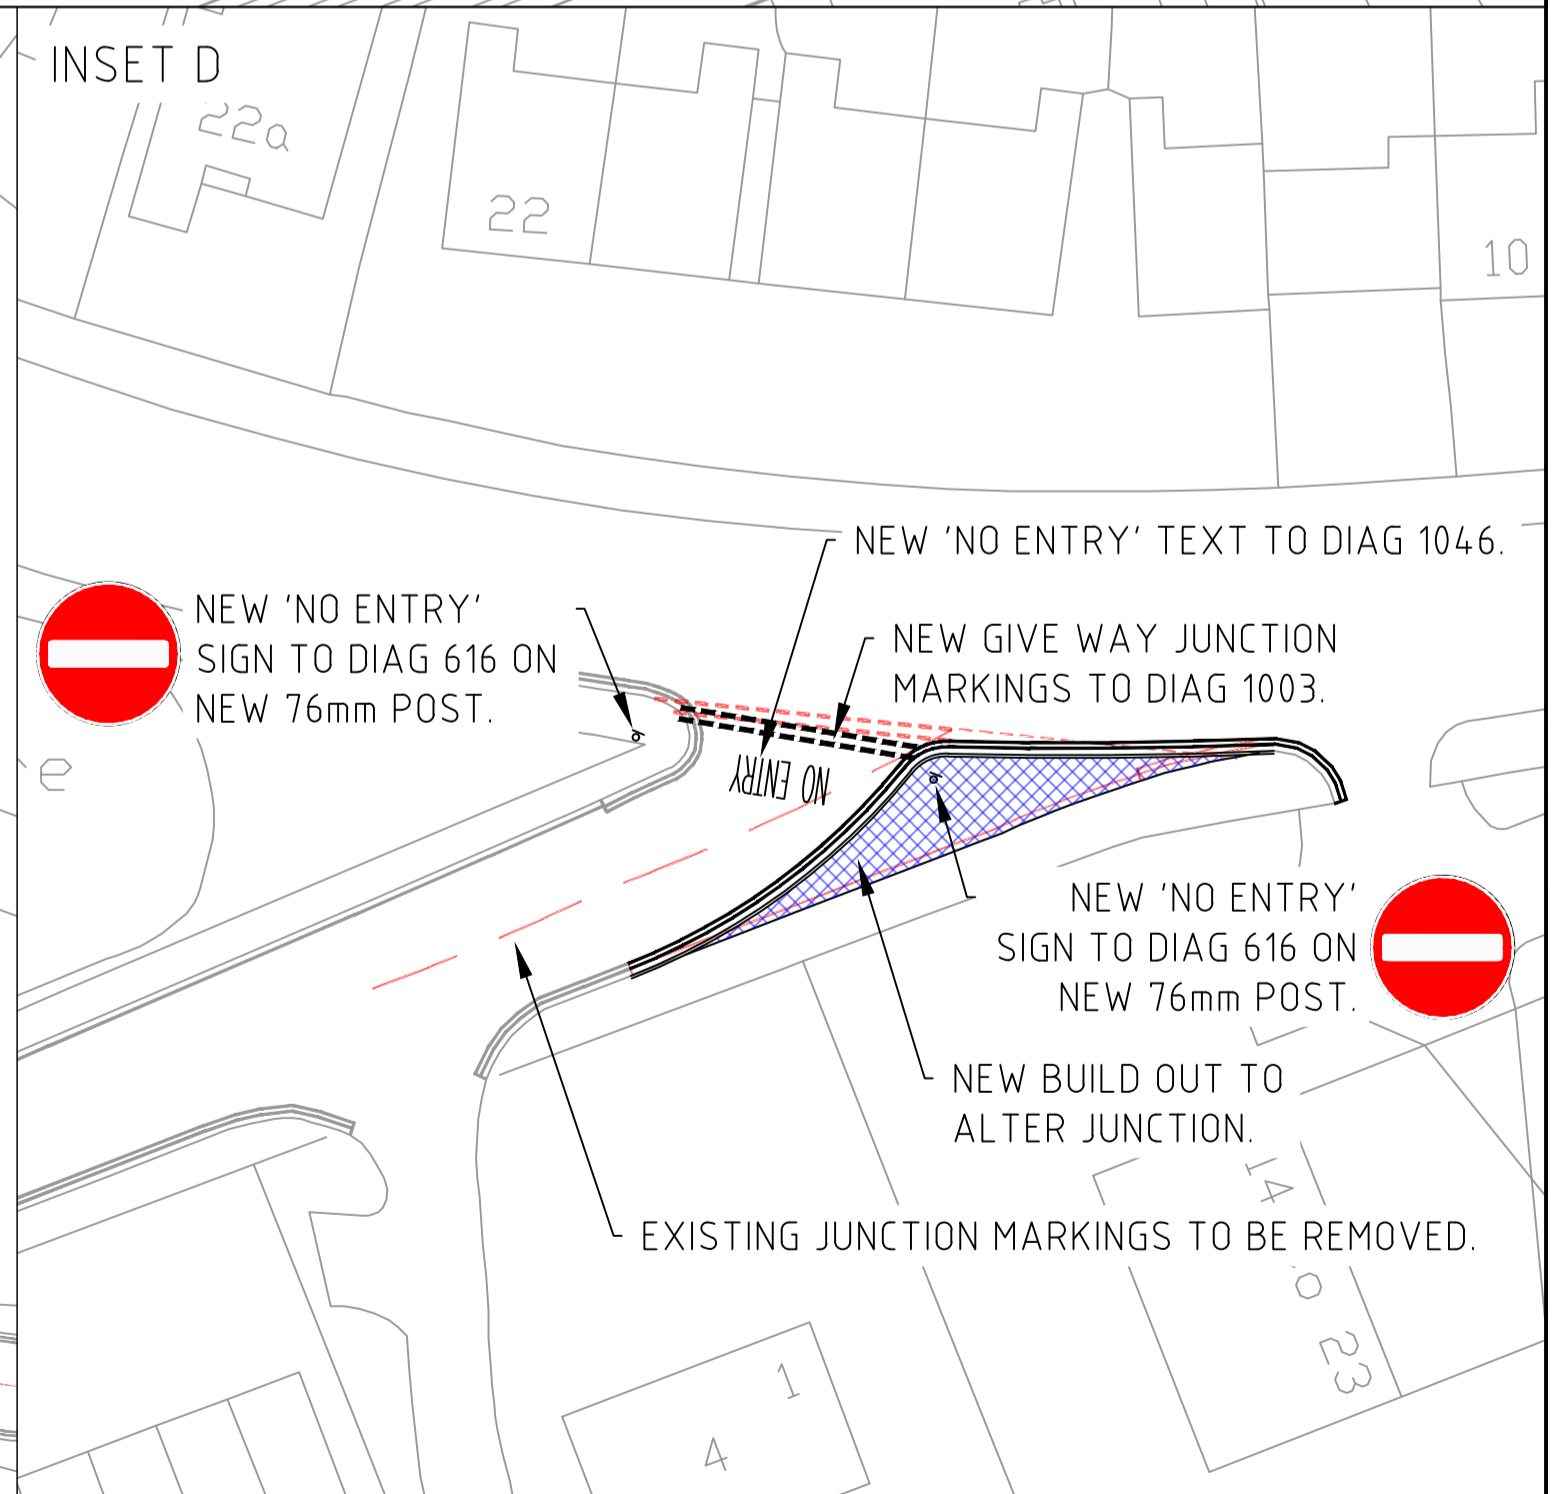 INSET D
22a
22
10
NEW 'NO ENTRY' TEXT TO DIAG 1046.
NEW 'NO ENTRY'
SIGN TO DIAG 616 ON
NEW 76mm POST.
NEW GIVE WAY JUNCTION
MARKINGS TO DIAG 1003.
e
NO ENTRY
NEW 'NO ENTRY'
SIGN TO DIAG 616 ON
NEW 76mm POST.
NEW BUILD OUT TO
ALTER JUNCTION.
EXISTING JUNCTION MARKINGS TO BE REMOVED.
14
o 23
1
4